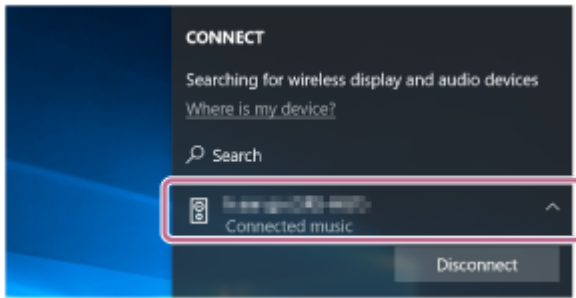 CONNECT
Searching for wireless display and audio devices
Where is my device?
Search
Connected music
Disconnect